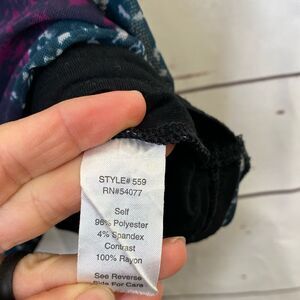 STYLE# 559
RN#54077
Self
96% Polyester
4% Spandex
Contrast
100% Rayon
See Reverse
Side For Care